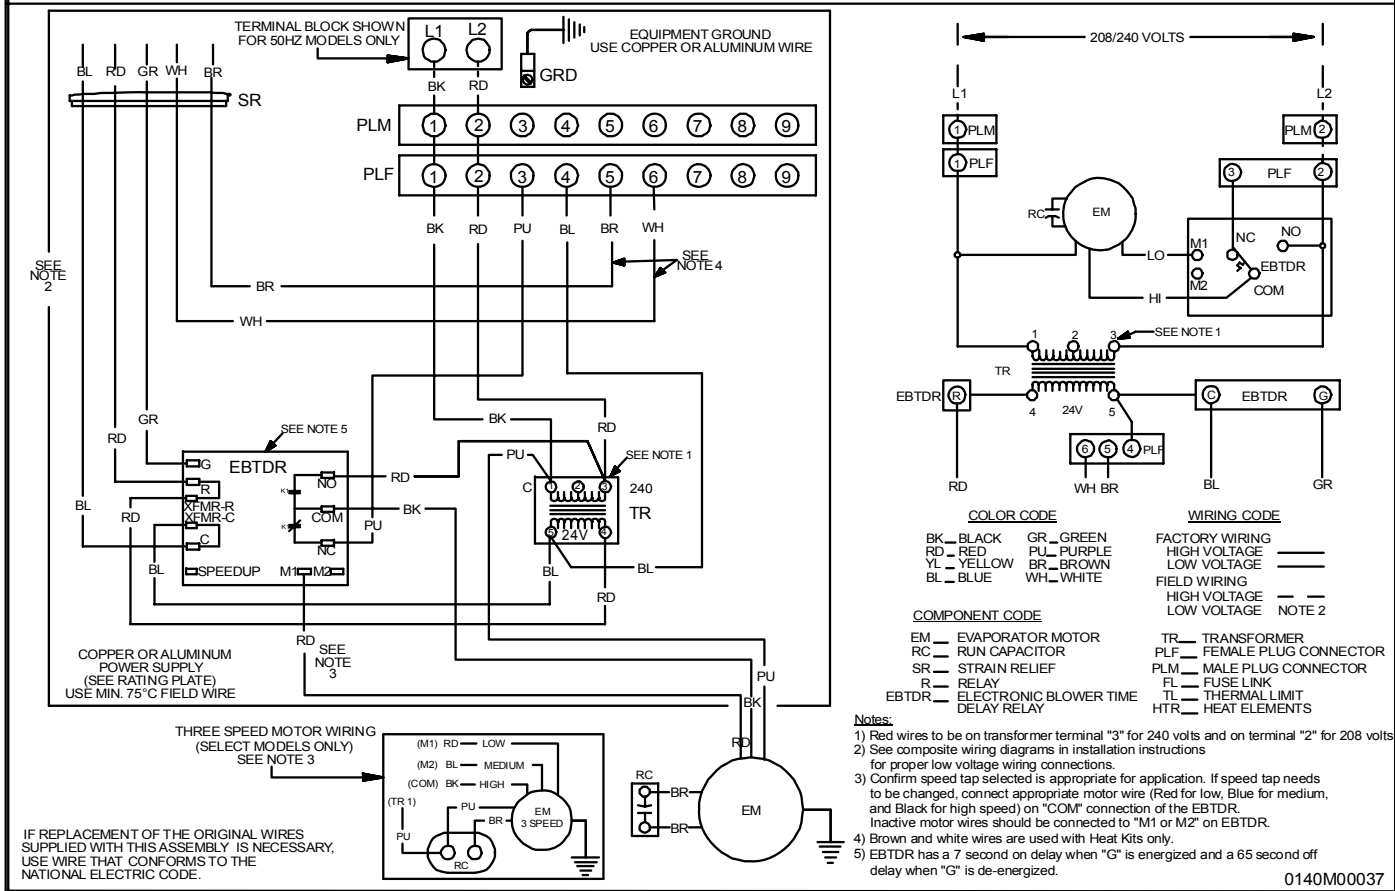 TERMINAL BLOCK SHOWN
FOR 50HZ MODELS ONLY
L1 L2
EQUIPMENT GROUND
USE COPPER OR ALUMINUM WIRE
GRD
BL RD GR WH BR
SR
BK RD
PLM 1 2 3 4 5 6 7 8 9
PLF 1 2 3 4 5 6 7 8 9
BK RD PU BL BR WH
SEE
NOTE
2
SEE
NOTE 4
BR
WH
GR
RD
BK
RD
SEE NOTE 5
PU
SEE NOTE 1
G
EBTDR
R
NO
RD
C 1 2 3 240
XFMR-R
XFMR-C
K1
COM
BK
TR
BL
RD
K1
PU
C
NC
5 24V 4
BL
SPEEDUP M1 M2
BL
BL
RD
RD
SEE
NOTE
3
COPPER OR ALUMINUM
POWER SUPPLY
(SEE RATING PLATE)
USE MIN. 75°C FIELD WIRE
PU
BK
RD
THREE SPEED MOTOR WIRING
(SELECT MODELS ONLY)
SEE NOTE 3
(M1) RD LOW
(M2) BL MEDIUM
(COM) BK HIGH
(TR 1)
PU
BR
EM
3 SPEED
PU
RC
RC
BR
BR
EM
IF REPLACEMENT OF THE ORIGINAL WIRES
SUPPLIED WITH THIS ASSEMBLY IS NECESSARY,
USE WIRE THAT CONFORMS TO THE
NATIONAL ELECTRIC CODE.
208/240 VOLTS
L1 L2
1 PLM
PLM 2
1 PLF
3 PLF 2
RC
EM
LO
M1
NC
NO
EBTDR
M2
COM
HI
1 2 3
SEE NOTE 1
TR
4 24V 5
EBTDR R
C EBTDR G
6 5 4 PLF
RD
WH BR
BL
GR
COLOR CODE
BK BLACK GR GREEN
RD RED PU PURPLE
YL YELLOW BR BROWN
BL BLUE WH WHITE
WIRING CODE
FACTORY WIRING
HIGH VOLTAGE
LOW VOLTAGE
FIELD WIRING
HIGH VOLTAGE
LOW VOLTAGE NOTE 2
COMPONENT CODE
EM EVAPORATOR MOTOR
RC RUN CAPACITOR
SR STRAIN RELIEF
R RELAY
EBTDR ELECTRONIC BLOWER TIME
DELAY RELAY
TR TRANSFORMER
PLF FEMALE PLUG CONNECTOR
PLM MALE PLUG CONNECTOR
FL FUSE LINK
TL THERMAL LIMIT
HTR HEAT ELEMENTS
Notes:
1) Red wires to be on transformer terminal "3" for 240 volts and on terminal "2" for 208 volts
2) See composite wiring diagrams in installation instructions
for proper low voltage wiring connections.
3) Confirm speed tap selected is appropriate for application. If speed tap needs
to be changed, connect appropriate motor wire (Red for low, Blue for medium,
and Black for high speed) on "COM" connection of the EBTDR.
Inactive motor wires should be connected to "M1 or M2" on EBTDR.
4) Brown and white wires are used with Heat Kits only.
5) EBTDR has a 7 second on delay when "G" is energized and a 65 second off
delay when "G" is de-energized.
0140M00037